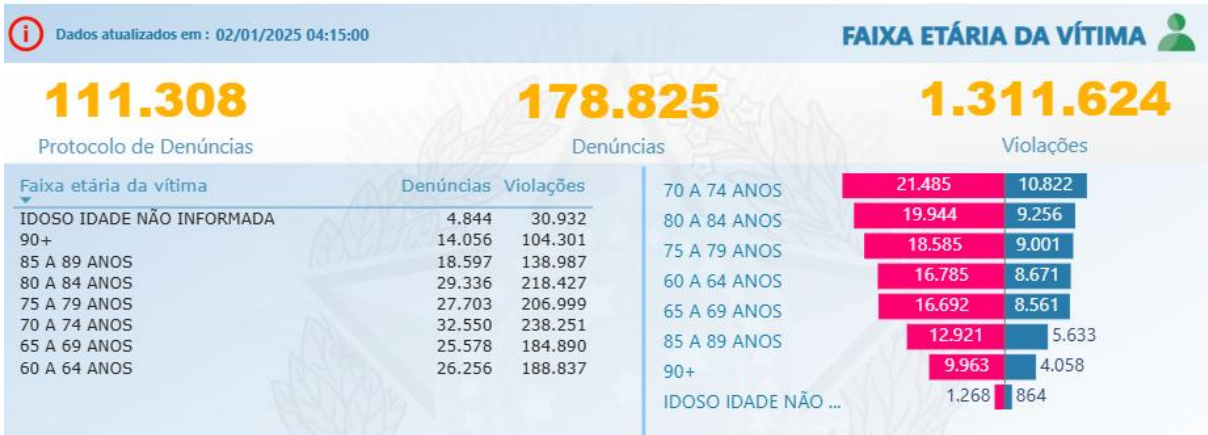 Dados atualizados em : 02/01/2025 04:15:00
FAIXA ETÁRIA DA VÍTIMA
111.308 178.825 1.311.624
Protocolo de Denúncias Denúncias Violações
Faixa etária da vítima Denúncias Violações
IDOSO IDADE NÃO INFORMADA 4.844 30.932
90+ 14.056 104.301
85 A 89 ANOS 18.597 138.987
80 A 84 ANOS 29.336 218.427
75 A 79 ANOS 27.703 206.999
70 A 74 ANOS 32.550 238.251
65 A 69 ANOS 25.578 184.890
60 A 64 ANOS 26.256 188.837
70 A 74 ANOS 21.485 10.822
80 A 84 ANOS 19.944 9.256
75 A 79 ANOS 18.585 9.001
60 A 64 ANOS 16.785 8.671
65 A 69 ANOS 16.692 8.561
85 A 89 ANOS 12.921 5.633
90+ 9.963 4.058
IDOSO IDADE NÃO ... 1.268 864